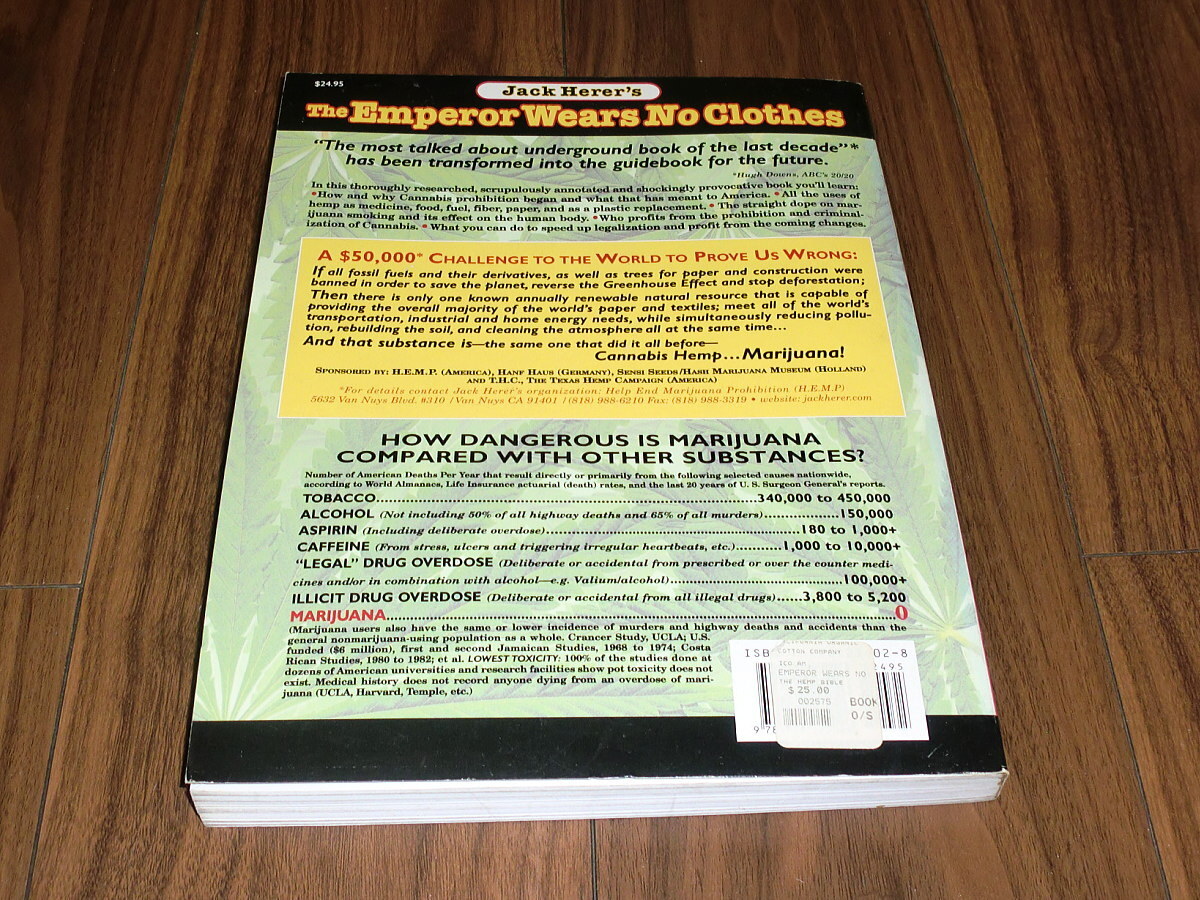 $24.95
Jack Herer's
The Emperor Wears No Clothes
"The most talked about underground book of the last decade"*
has been transformed into the guidebook for the future.
*Hugh Downs, ABC's 20/20
In this thoroughly researched, scrupulously annotated and shockingly provocative book you'll learn:
•How and why Cannabis prohibition began and what that has meant to America. •All the uses of
hemp as medicine, food, fuel, fiber, paper, and as a plastic replacement. •The straight dope on mar-
ijuana smoking and its effect on the human body. •Who profits from the prohibition and criminal-
ization of Cannabis. •What you can do to speed up legalization and profit from the coming changes.
A $50,000* Challenge to the World to Prove Us Wrong:
If all fossil fuels and their derivatives, as well as trees for paper and construction were
banned in order to save the planet, reverse the Greenhouse Effect and stop deforestation;
Then there is only one known annually renewable natural resource that is capable of
providing the overall majority of the world's paper and textiles; meet all of the world's
transportation, industrial and home energy needs, while simultaneously reducing pollu-
tion, rebuilding the soil, and cleaning the atmosphere all at the same time...
And that substance is—the same one that did it all before—
Cannabis Hemp...Marijuana!
Sponsored by: H.E.M.P. (America), Hanf Haus (Germany), Sensi Seeds/Hash Marijuana Museum (Holland)
and T.H.C., The Texas Hemp Campaign (America)
*For details contact Jack Herer's organization: Help End Marijuana Prohibition (H.E.M.P)
5632 Van Nuys Blvd. #310 /Van Nuys CA 91401 / (818) 988-6210 Fax: (818) 988-3319 • website: jackherer.com
HOW DANGEROUS IS MARIJUANA
COMPARED WITH OTHER SUBSTANCES?
Number of American Deaths Per Year that result directly or primarily from the following selected causes nationwide,
according to World Almanacs, Life Insurance actuarial (death) rates, and the last 20 years of U. S. Surgeon General's reports.
TOBACCO...340,000 to 450,000
ALCOHOL (Not including 50% of all highway deaths and 65% of all murders)...150,000
ASPIRIN (Including deliberate overdose)...180 to 1,000+
CAFFEINE (From stress, ulcers and triggering irregular heartbeats, etc.)...1,000 to 10,000+
"LEGAL" DRUG OVERDOSE (Deliberate or accidental from prescribed or over the counter medi-
cines and/or in combination with alcohol—e.g. Valium/alcohol)...100,000+
ILLICIT DRUG OVERDOSE (Deliberate or accidental from all illegal drugs)...3,800 to 5,200
MARIJUANA...0
(Marijuana users also have the same or lower incidence of murders and highway deaths and accidents than the
general nonmarijuana-using population as a whole. Crancer Study, UCLA; U.S.
funded ($6 million), first and second Jamaican Studies, 1968 to 1974; Costa
Rican Studies, 1980 to 1982; et al. LOWEST TOXICITY: 100% of the studies done at
dozens of American universities and research facilities show pot toxicity does not
exist. Medical history does not record anyone dying from an overdose of mari-
juana (UCLA, Harvard, Temple, etc.)
ISB 02-8
2495
ORGANIC
COTTON COMPANY
EMPEROR WEARS NO
THE HEMP BIBLE
$25.00
002575
BOOK
O/S
9 78